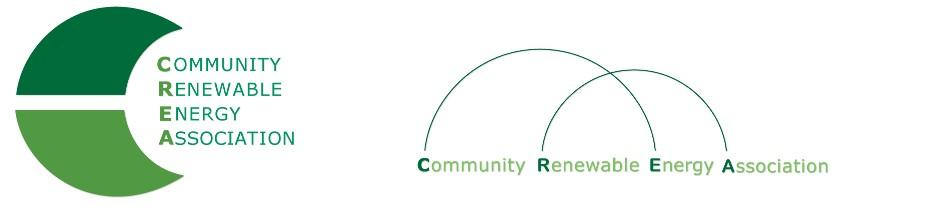 COMMUNITY
RENEWABLE
ENERGY
ASSOCIATION
Community Renewable Energy Association